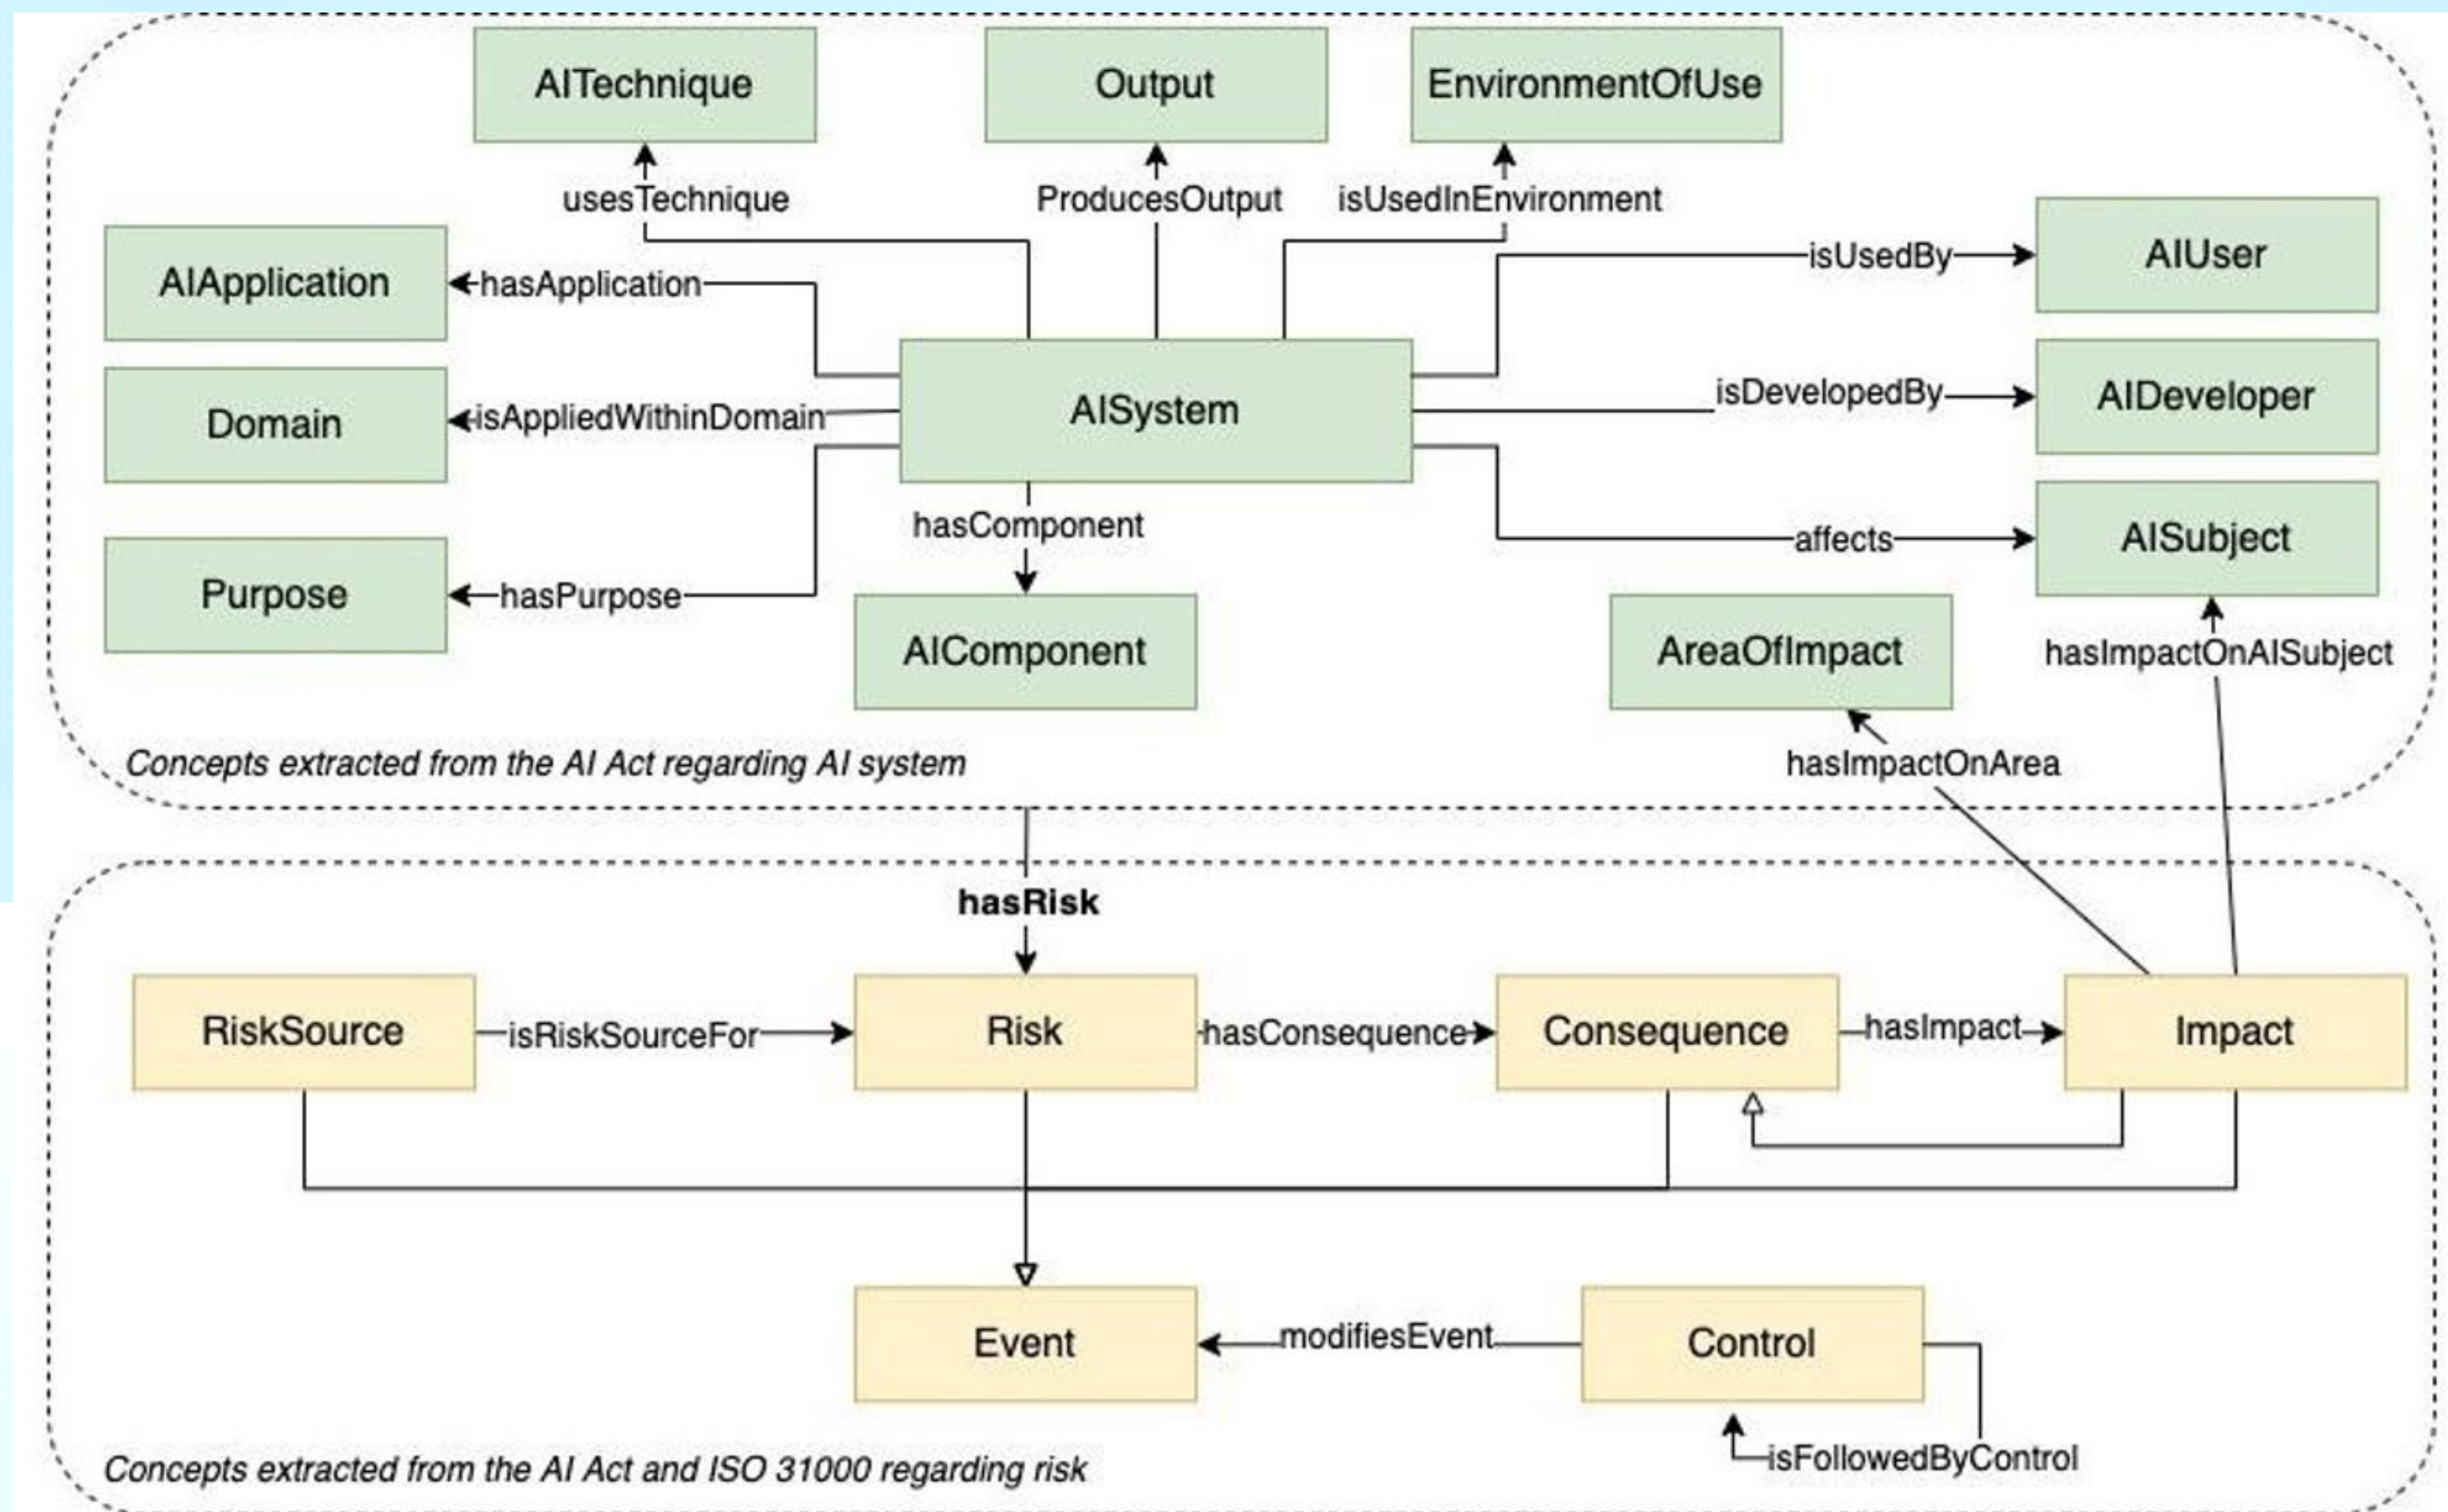 AITechnique
Output
EnvironmentOfUse
usesTechnique
ProducesOutput
isUsedInEnvironment
AIApplication
hasApplication
isUsedBy
AIUser
Domain
isAppliedWithinDomain
AISystem
isDevelopedBy
AIDeveloper
hasComponent
affects
AISubject
Purpose
hasPurpose
AIComponent
AreaOfImpact
hasImpactOnAISubject
Concepts extracted from the AI Act regarding AI system
hasImpactOnArea
hasRisk
RiskSource
isRiskSourceFor
Risk
hasConsequence
Consequence
hasImpact
Impact
Event
modifiesEvent
Control
isFollowedByControl
Concepts extracted from the AI Act and ISO 31000 regarding risk